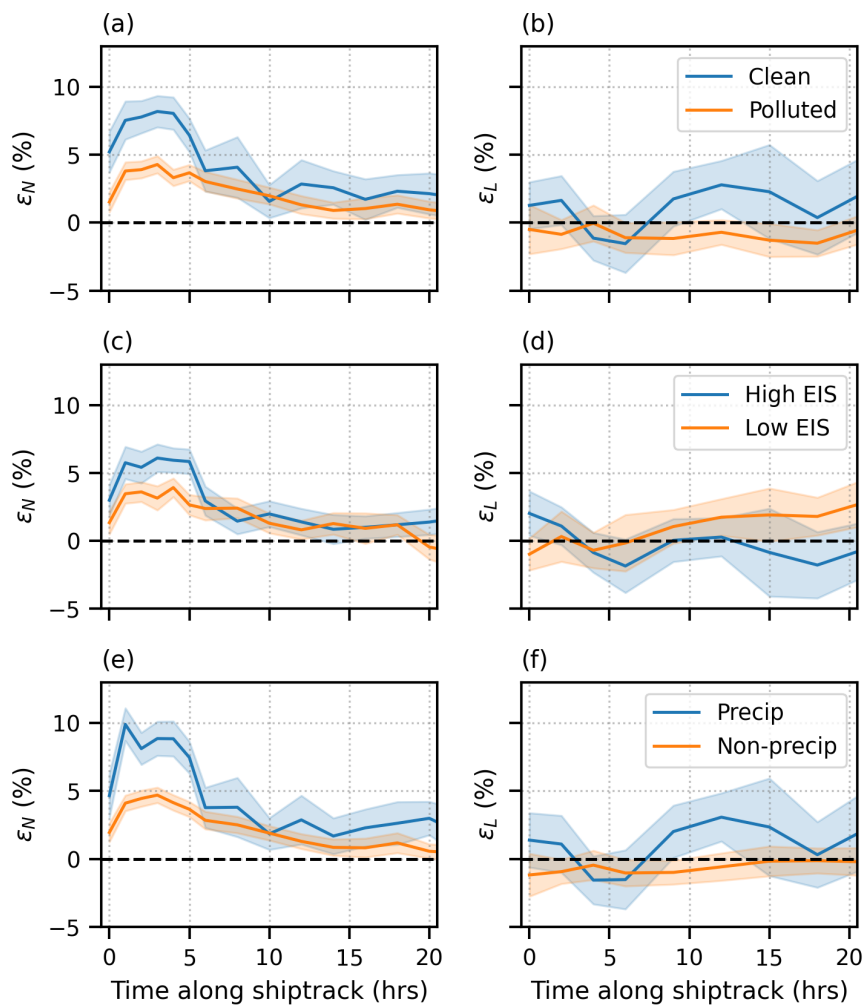 (a)
(b)
10
5
0
−5
ε_N (%)
ε_L (%)
Clean
Polluted
(c)
(d)
10
5
0
−5
ε_N (%)
ε_L (%)
High EIS
Low EIS
(e)
(f)
10
5
0
−5
ε_N (%)
ε_L (%)
Precip
Non-precip
0 5 10 15 20
0 5 10 15 20
Time along shiptrack (hrs)
Time along shiptrack (hrs)